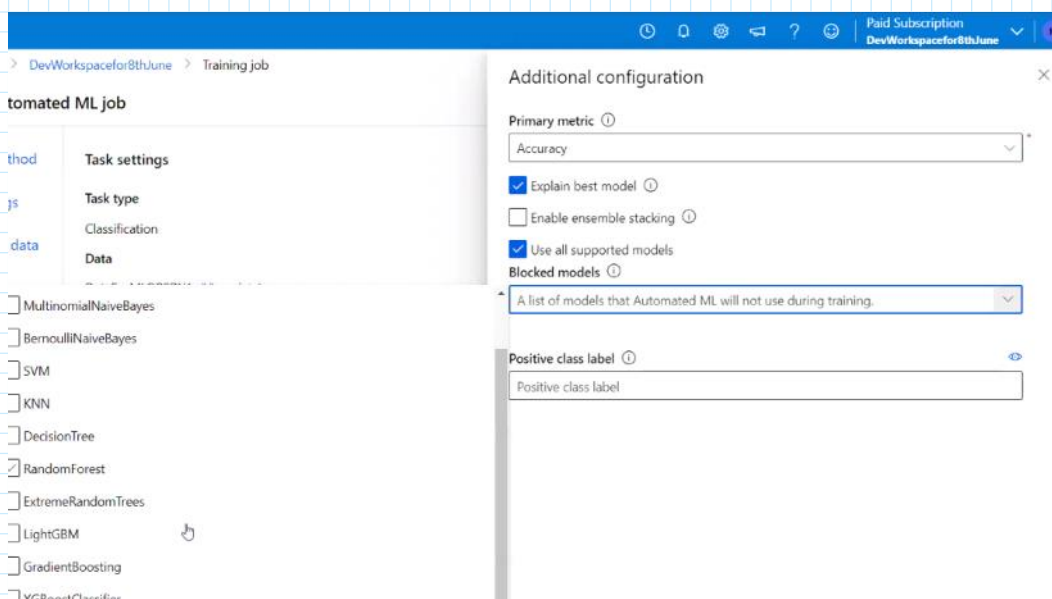 Paid Subscription
DevWorkspacefor8thJune
> DevWorkspacefor8thJune > Training job
tomated ML job
thod
gs
data
Task settings
Task type
Classification
Data
MultinomialNaiveBayes
BernoulliNaiveBayes
SVM
KNN
DecisionTree
RandomForest
ExtremeRandomTrees
LightGBM
GradientBoosting
XGBoostClassifier
Additional configuration
Primary metric
Accuracy
*
Explain best model
Enable ensemble stacking
Use all supported models
Blocked models
A list of models that Automated ML will not use during training.
Positive class label
Positive class label